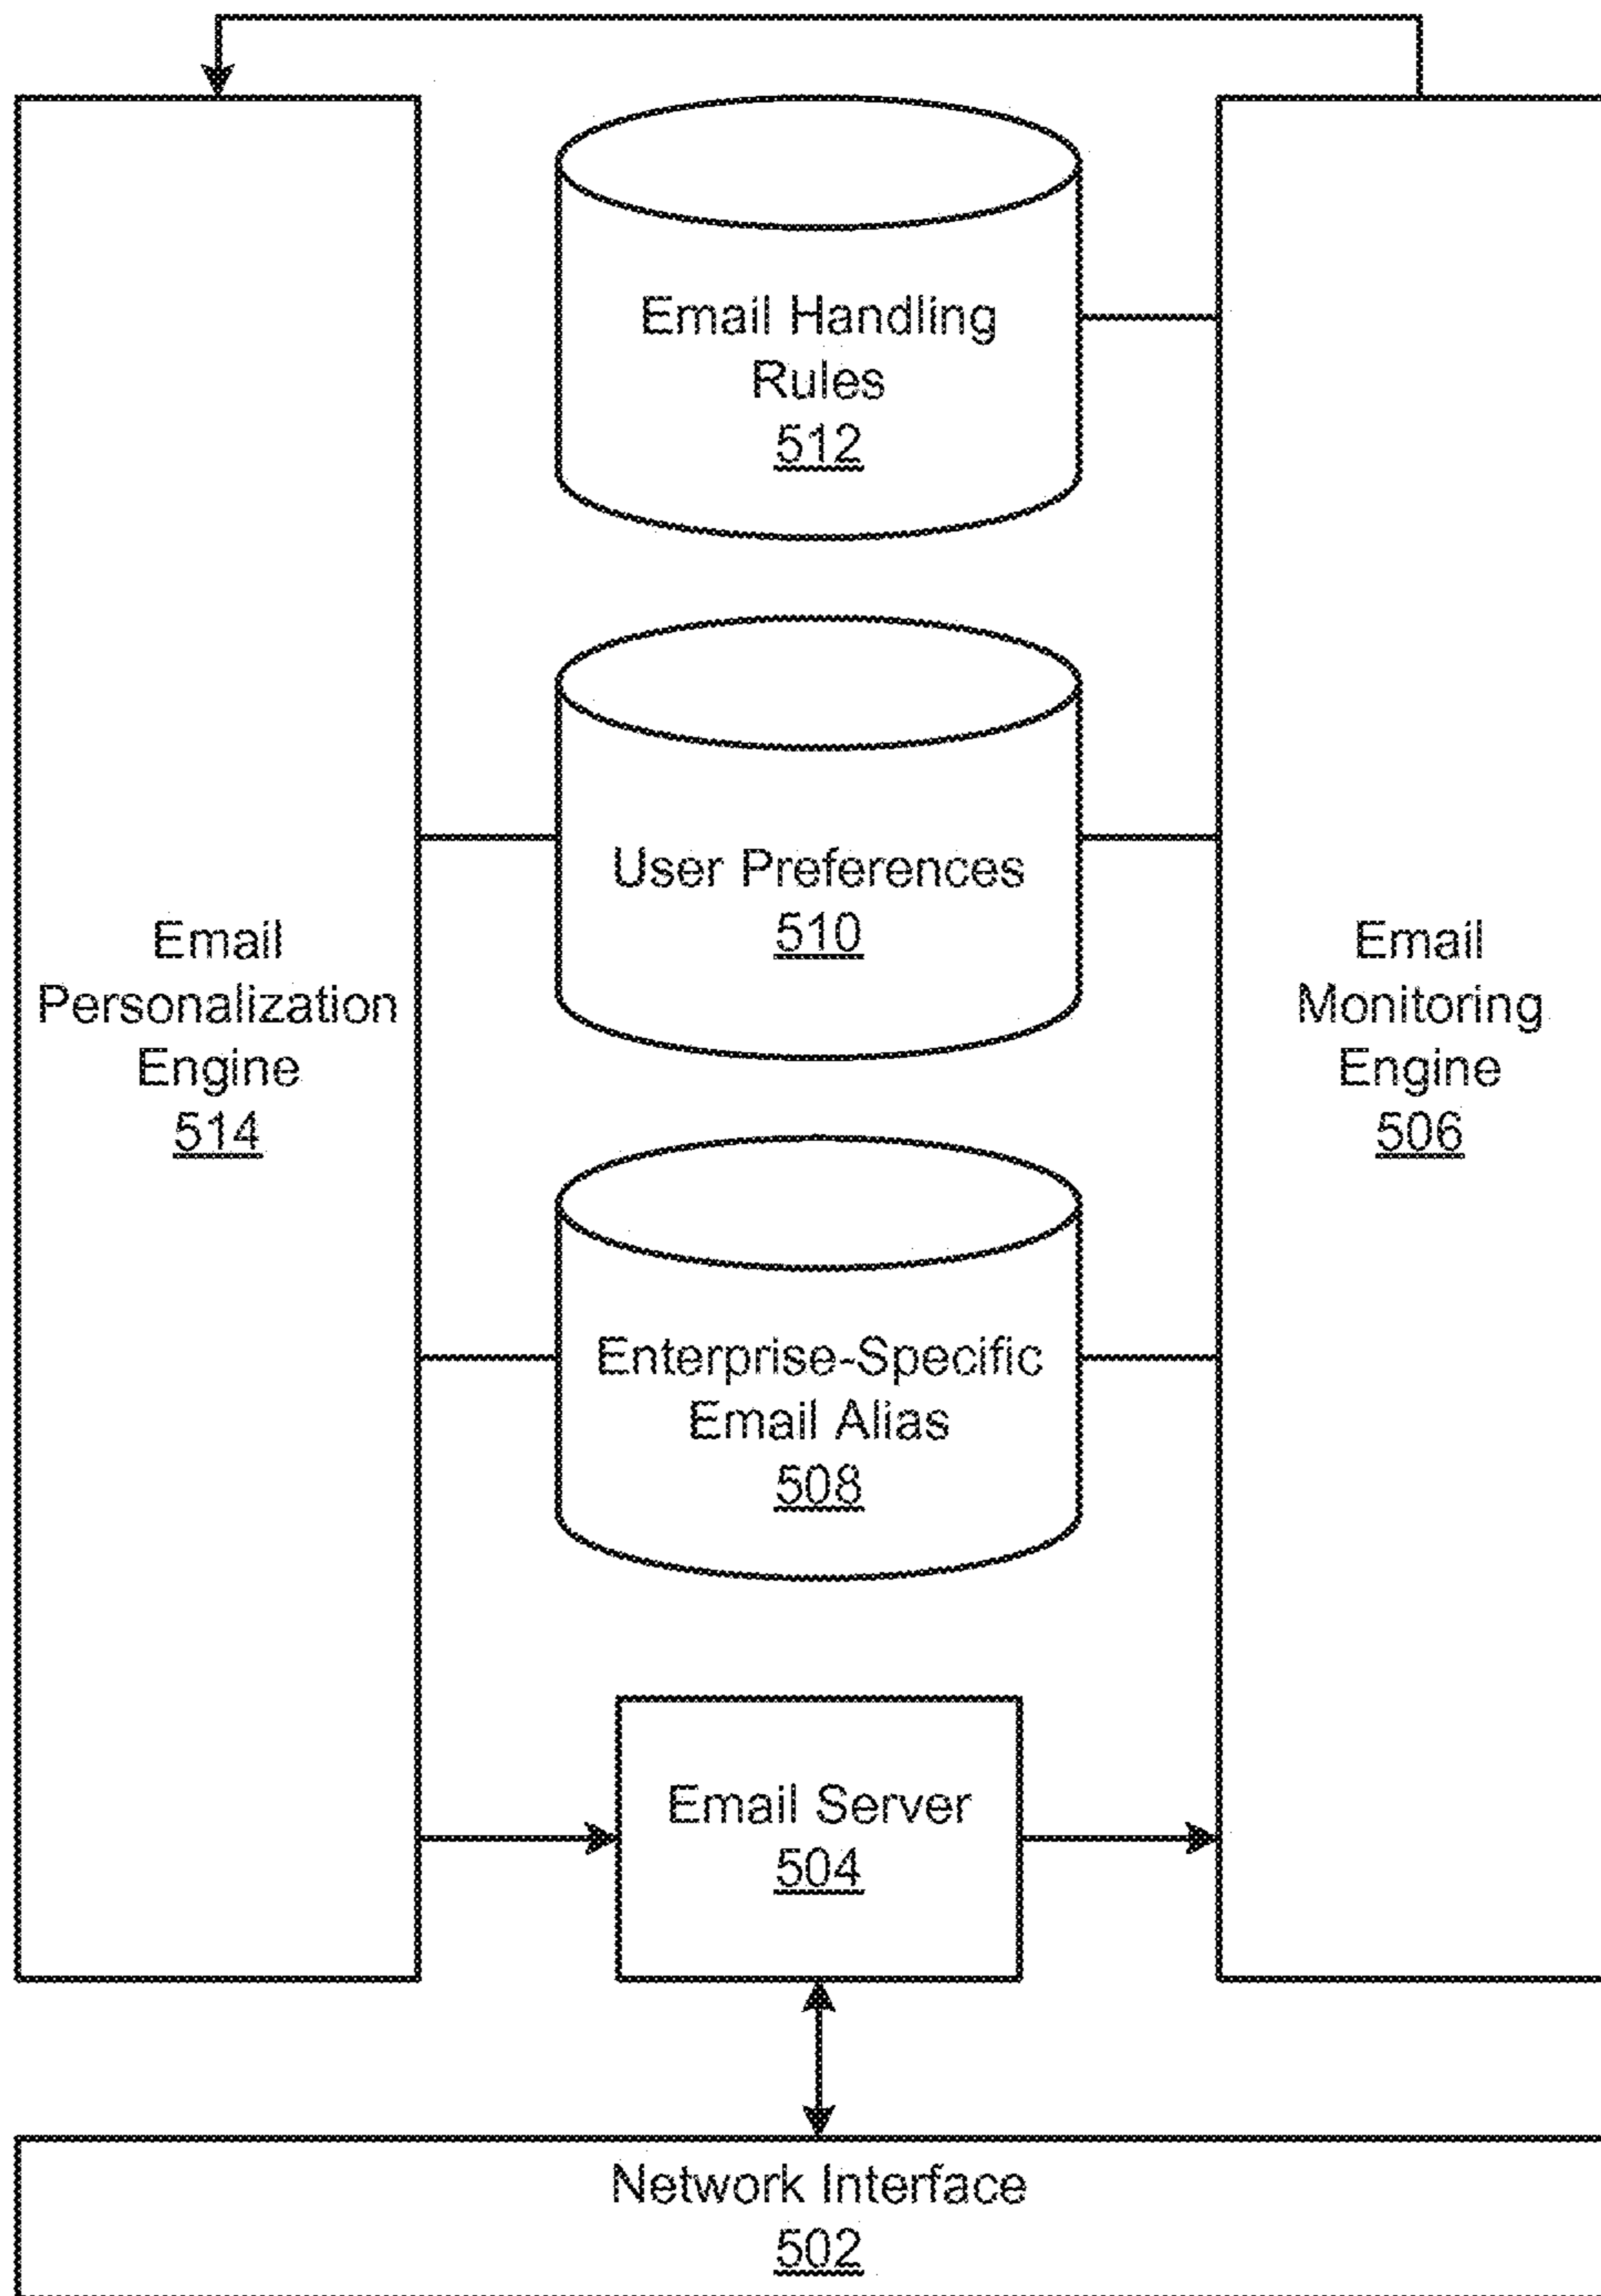 Email Handling
Rules
512
User Preferences
510
Email
Personalization
Engine
514
Email
Monitoring
Engine
506
Enterprise-Specific
Email Alias
508
Email Server
504
Network Interface
502